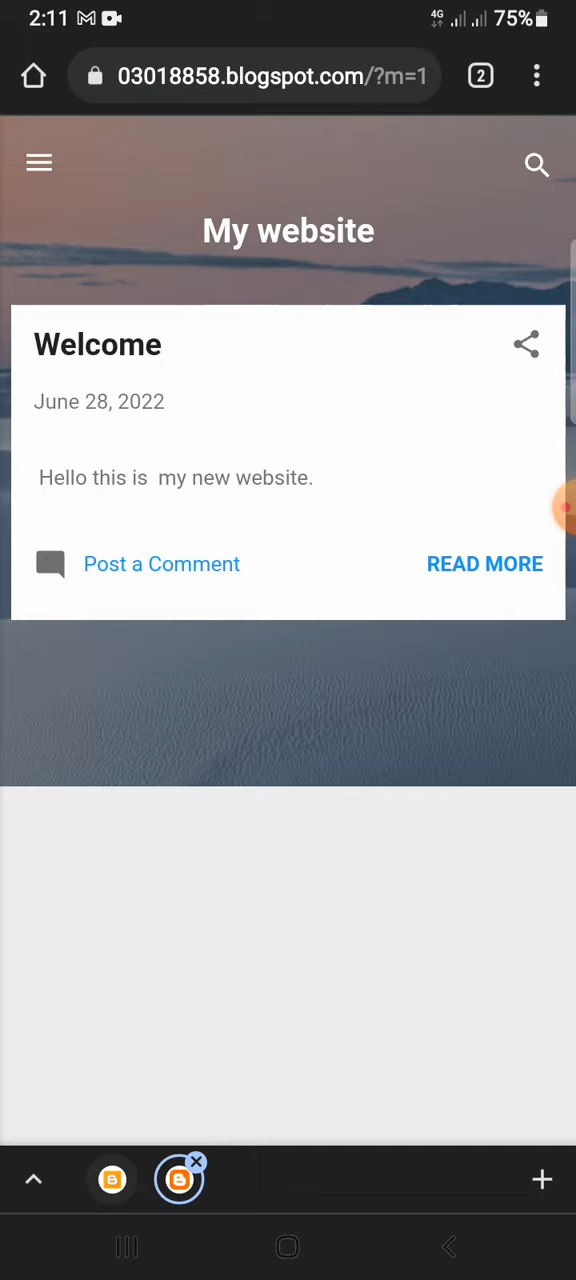 2:11
4G
75%
03018858.blogspot.com/?m=1
2
My website
Welcome
June 28, 2022
Hello this is  my new website.
Post a Comment
READ MORE